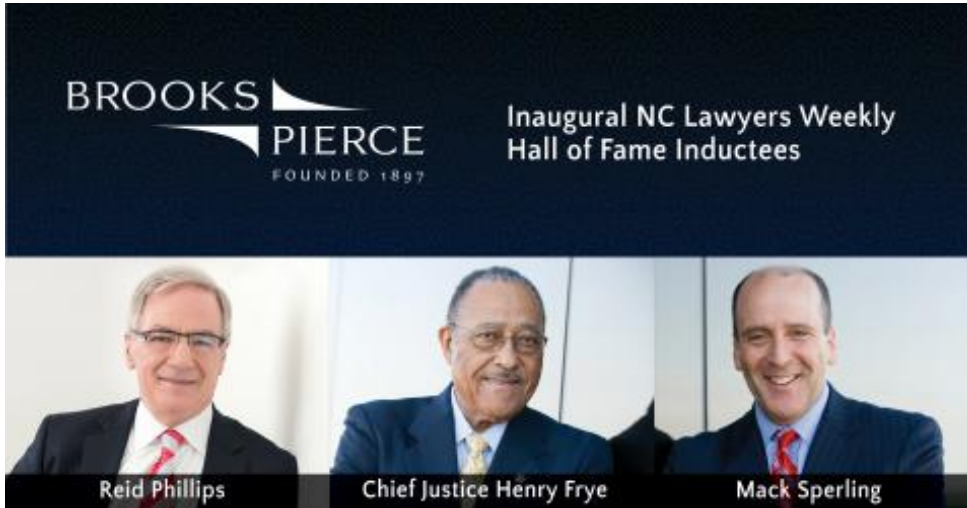 BROOKS
PIERCE
FOUNDED 1897
Inaugural NC Lawyers Weekly
Hall of Fame Inductees
Reid Phillips
Chief Justice Henry Frye
Mack Sperling